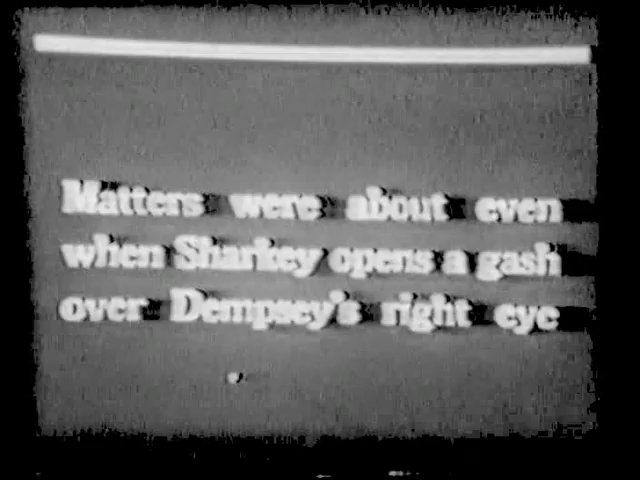 Matters were about even
when Sharkey opens a gash
over Dempsey's right eye